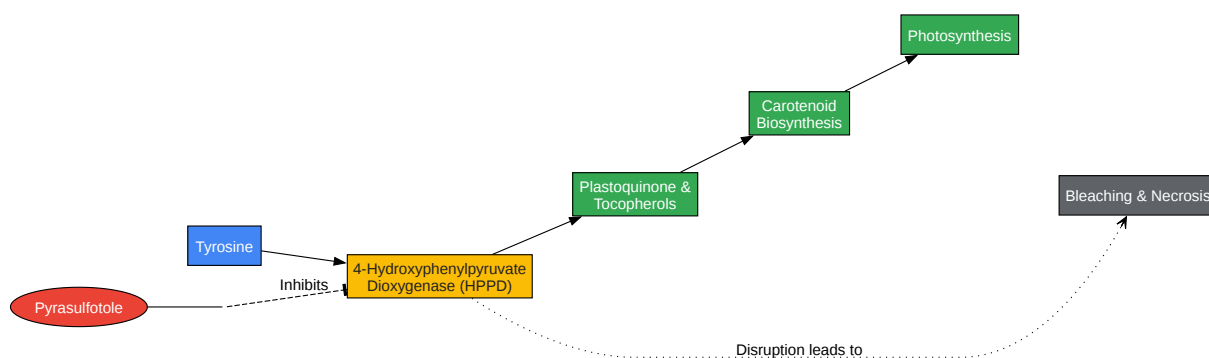 Photosynthesis
Carotenoid
Biosynthesis
Plastoquinone &
Tocopherols
Bleaching & Necrosis
Tyrosine
4-Hydroxyphenylpyruvate
Dioxygenase (HPPD)
Inhibits
Pyrasulfotole
Disruption leads to